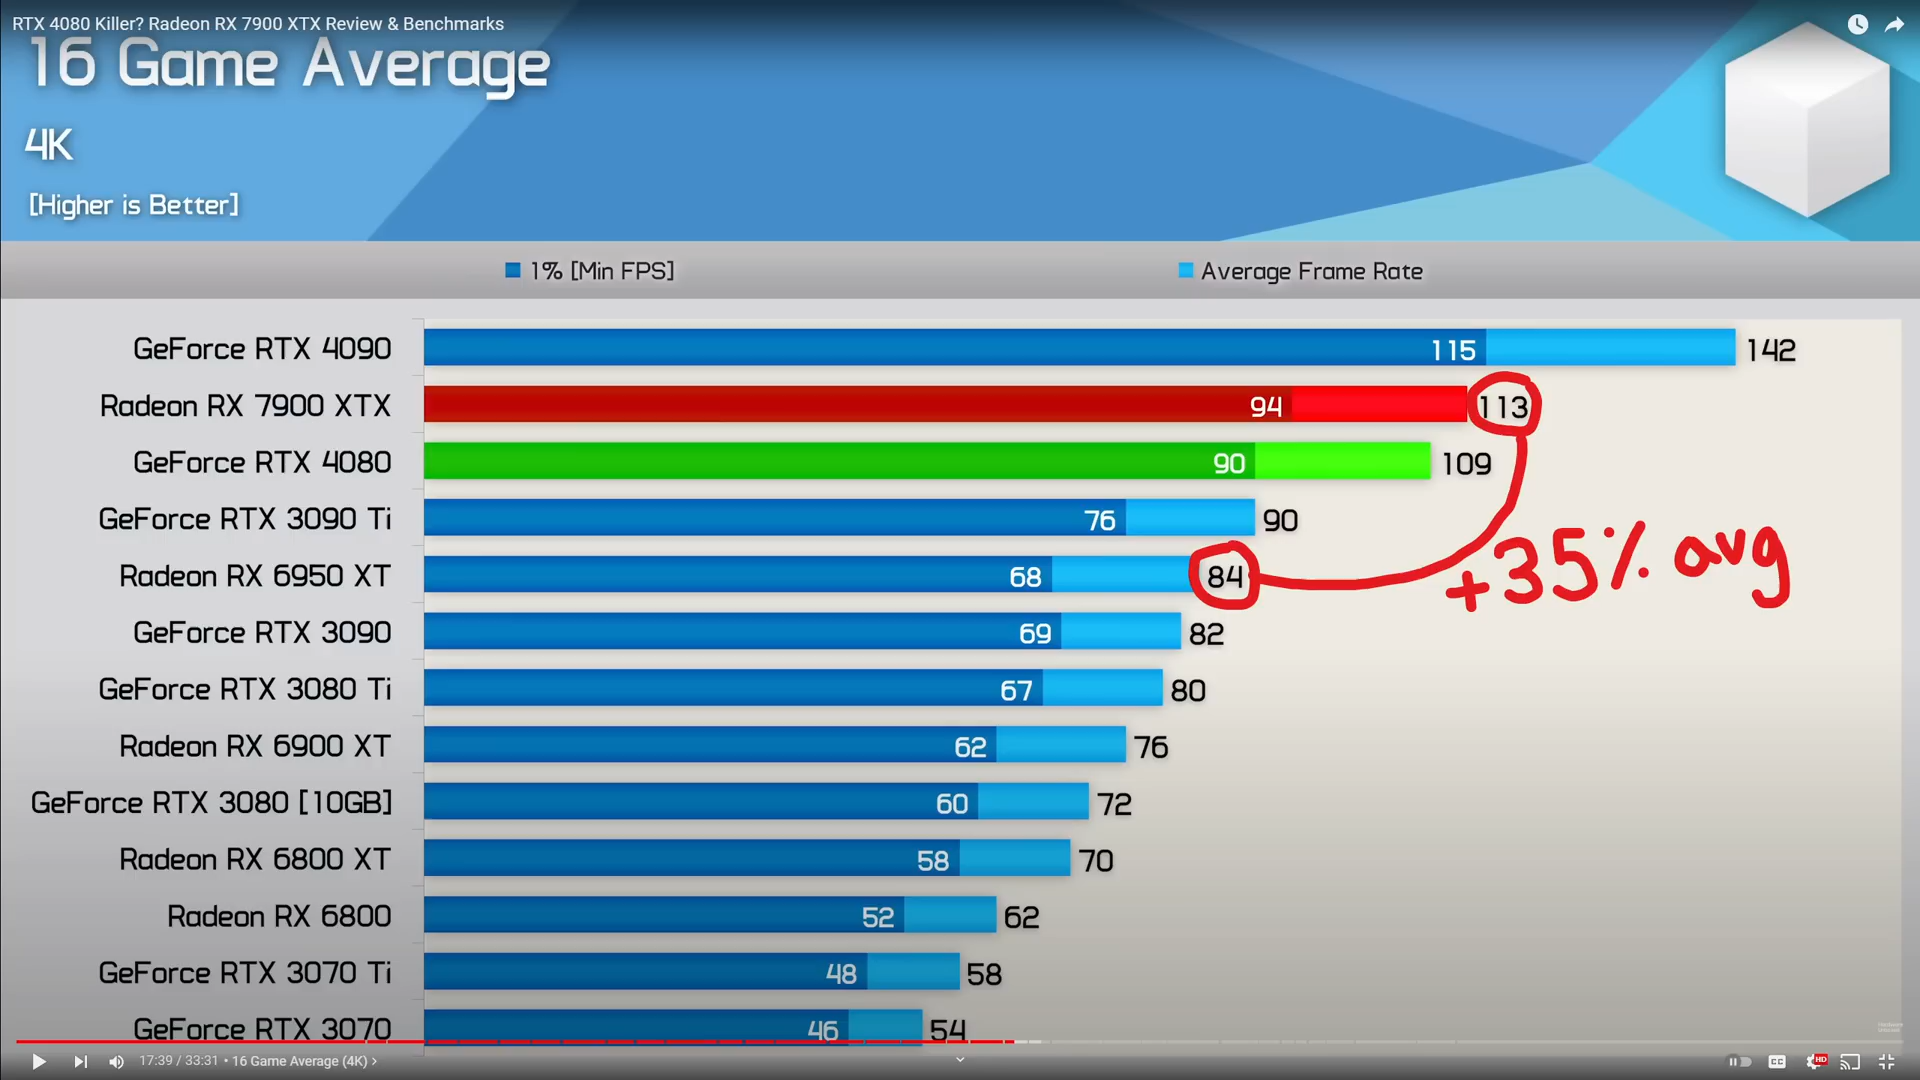 RTX 4080 Killer? Radeon RX 7900 XTX Review & Benchmarks
16 Game Average
4K
[Higher is Better]
1% [Min FPS] Average Frame Rate
GeForce RTX 4090 115 142
Radeon RX 7900 XTX 94 113
GeForce RTX 4080 90 109
GeForce RTX 3090 Ti 76 90
Radeon RX 6950 XT 68 84
+35% avg
GeForce RTX 3090 69 82
GeForce RTX 3080 Ti 67 80
Radeon RX 6900 XT 62 76
GeForce RTX 3080 [10GB] 60 72
Radeon RX 6800 XT 58 70
Radeon RX 6800 52 62
GeForce RTX 3070 Ti 48 58
GeForce RTX 3070 46 54
17:39 / 33:31 • 16 Game Average (4K) >
CC HD